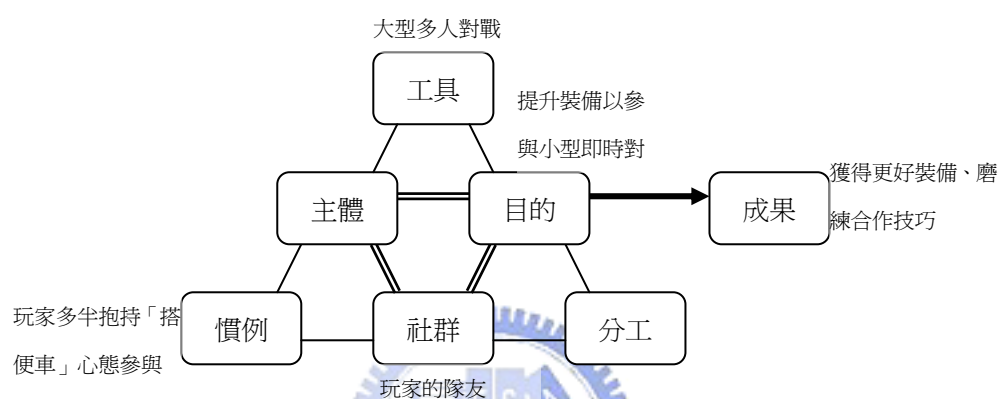 大型多人對戰
工具
提升裝備以參
與小型即時對
主體
目的
成果
獲得更好裝備、磨
練合作技巧
玩家多半抱持「搭
便車」心態參與
慣例
社群
分工
玩家的隊友